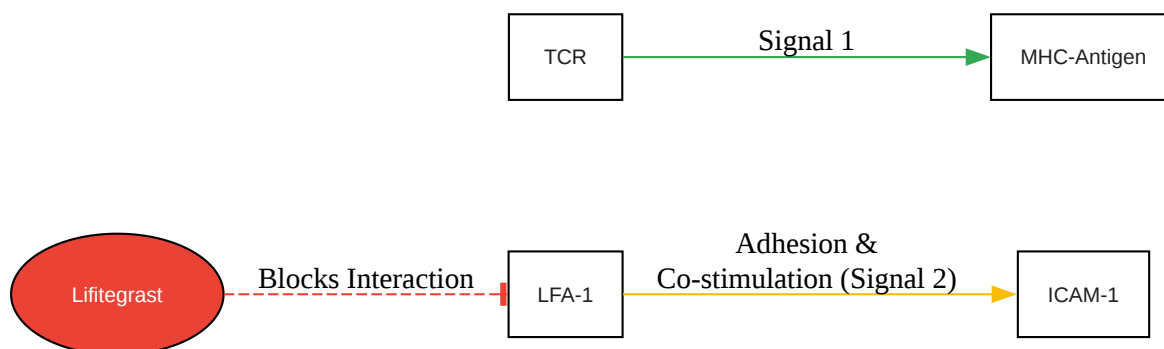 TCR
Signal 1
MHC-Antigen
Lifitegrast
Blocks Interaction
LFA-1
Adhesion &
Co-stimulation (Signal 2)
ICAM-1